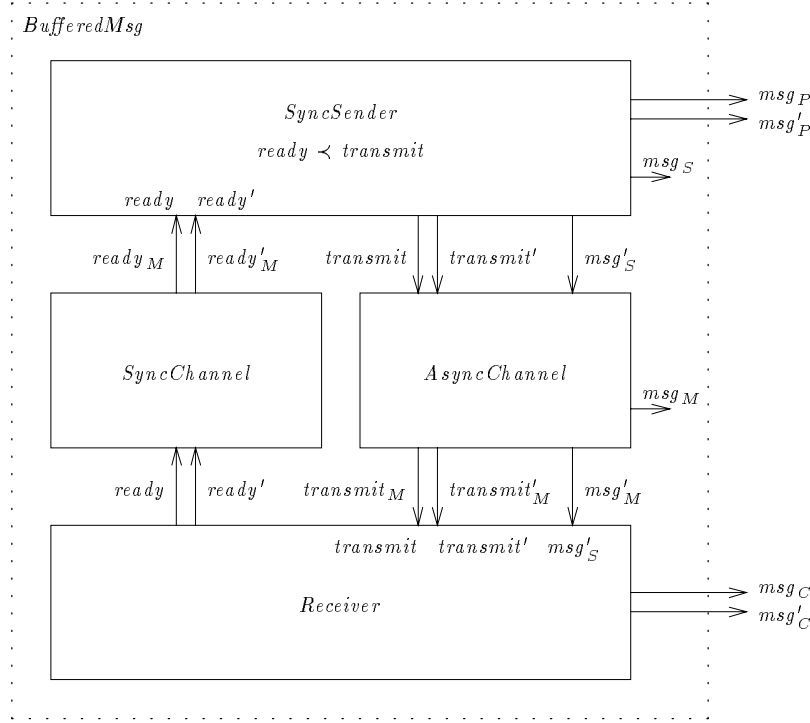 BufferedMsg
SyncSender
ready ≺ transmit
msg_P
msg'_P
msg_S
ready ready'
ready_M ready'_M transmit transmit' msg'_S
SyncChannel AsyncChannel
msg_M
ready ready' transmit_M transmit'_M msg'_M
transmit transmit' msg'_S
Receiver
msg_C
msg'_C